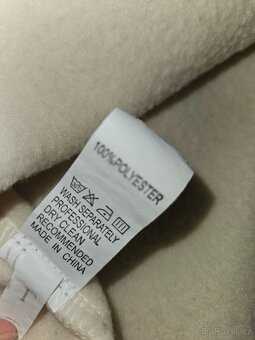 100%POLYESTER
WASH SEPARATELY
PROFESSIONAL
DRY CLEAN
RECOMMENDED
MADE IN CHINA